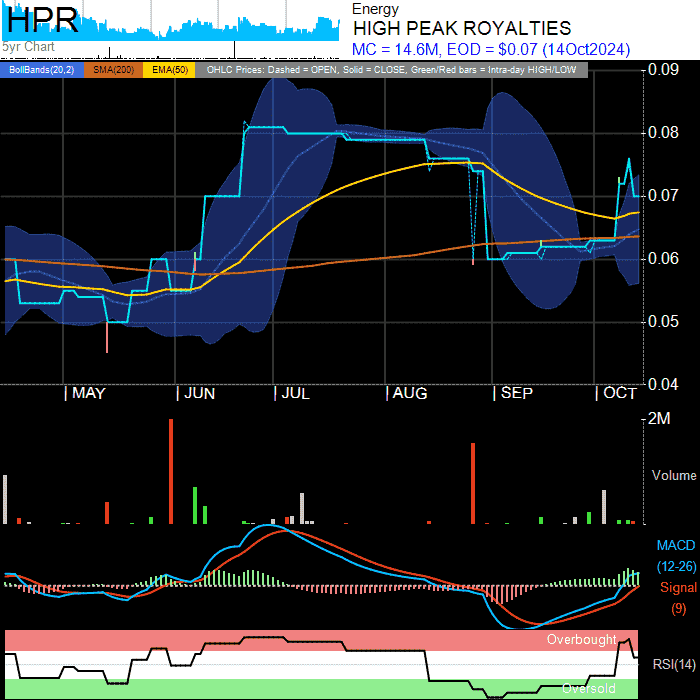 HPR
5yr Chart
Energy
HIGH PEAK ROYALTIES
MC = 14.6M, EOD = $0.07 (14Oct2024)
BollBands(20,2) SMA(200) EMA(50) OHLC Prices: Dashed = OPEN, Solid = CLOSE, Green/Red bars = Intra-day HIGH/LOW
0.09
0.08
0.07
0.06
0.05
0.04
| MAY | JUN | JUL | AUG | SEP | OCT
2M
Volume
MACD
(12-26)
Signal
(9)
Overbought
RSI(14)
Oversold